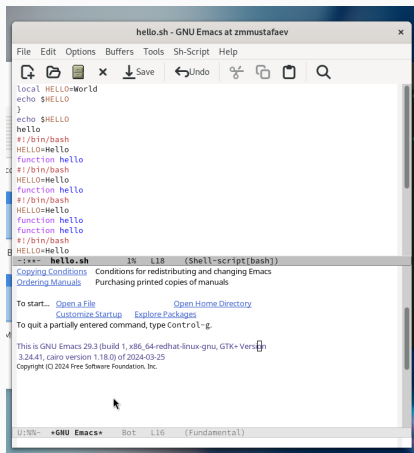 hello.sh - GNU Emacs at zmmustafaev
File Edit Options Buffers Tools Sh-Script Help
Save Undo
local HELLO=World
echo $HELLO
}
echo $HELLO
hello
#!/bin/bash
HELLO=Hello
function hello
#!/bin/bash
HELLO=Hello
function hello
#!/bin/bash
HELLO=Hello
function hello
function hello
#!/bin/bash
HELLO=Hello
-:**- hello.sh 1% L18 (Shell-script[bash])
Copying Conditions Conditions for redistributing and changing Emacs
Ordering Manuals Purchasing printed copies of manuals
To start... Open a File Open Home Directory
Customize Startup Explore Packages
To quit a partially entered command, type Control-g.
This is GNU Emacs 29.3 (build 1, x86_64-redhat-linux-gnu, GTK+ Version
3.24.41, cairo version 1.18.0) of 2024-03-25
Copyright (C) 2024 Free Software Foundation, Inc.
U:%%- *GNU Emacs* Bot L16 (Fundamental)